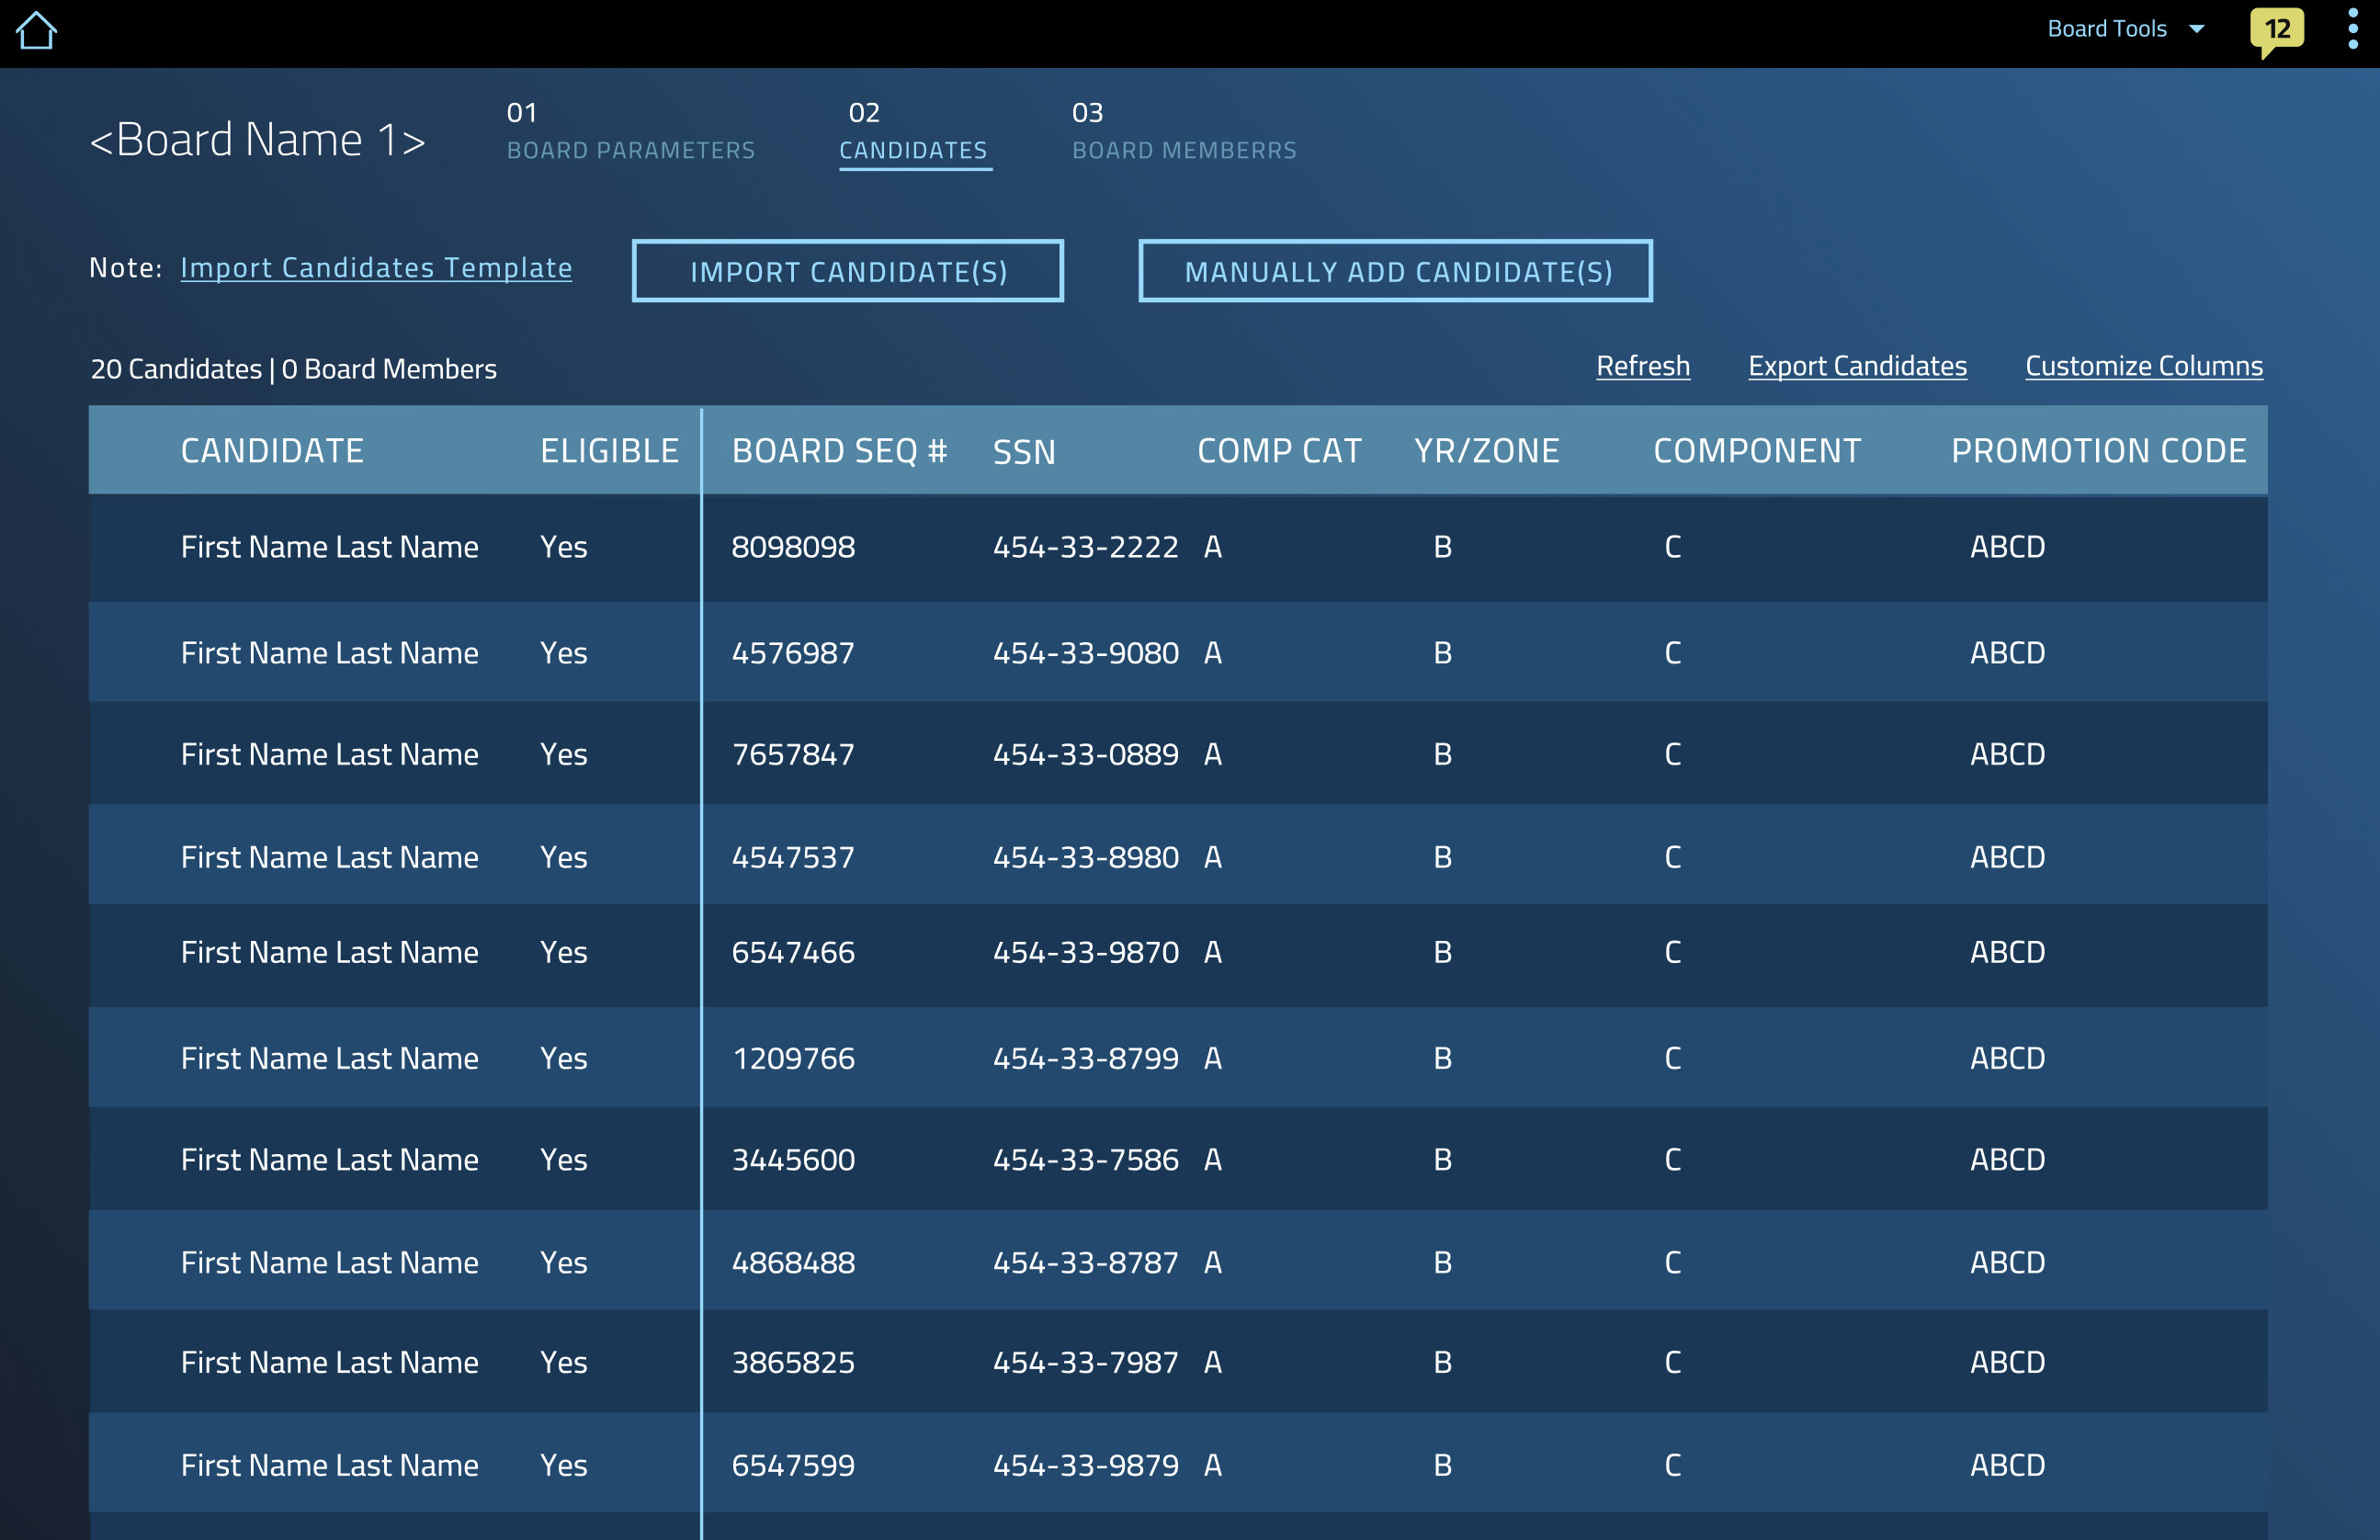 Board Tools 12
<Board Name 1>
01 02 03
BOARD PARAMETERS CANDIDATES BOARD MEMBERRS
Note: Import Candidates Template IMPORT CANDIDATE(S) MANUALLY ADD CANDIDATE(S)
20 Candidates | 0 Board Members Refresh Export Candidates Customize Columns
CANDIDATE ELIGIBLE BOARD SEQ # SSN COMP CAT YR/ZONE COMPONENT PROMOTION CODE
First Name Last Name Yes 8098098 454-33-2222 A B C ABCD
First Name Last Name Yes 4576987 454-33-9080 A B C ABCD
First Name Last Name Yes 7657847 454-33-0889 A B C ABCD
First Name Last Name Yes 4547537 454-33-8980 A B C ABCD
First Name Last Name Yes 6547466 454-33-9870 A B C ABCD
First Name Last Name Yes 1209766 454-33-8799 A B C ABCD
First Name Last Name Yes 3445600 454-33-7586 A B C ABCD
First Name Last Name Yes 4868488 454-33-8787 A B C ABCD
First Name Last Name Yes 3865825 454-33-7987 A B C ABCD
First Name Last Name Yes 6547599 454-33-9879 A B C ABCD